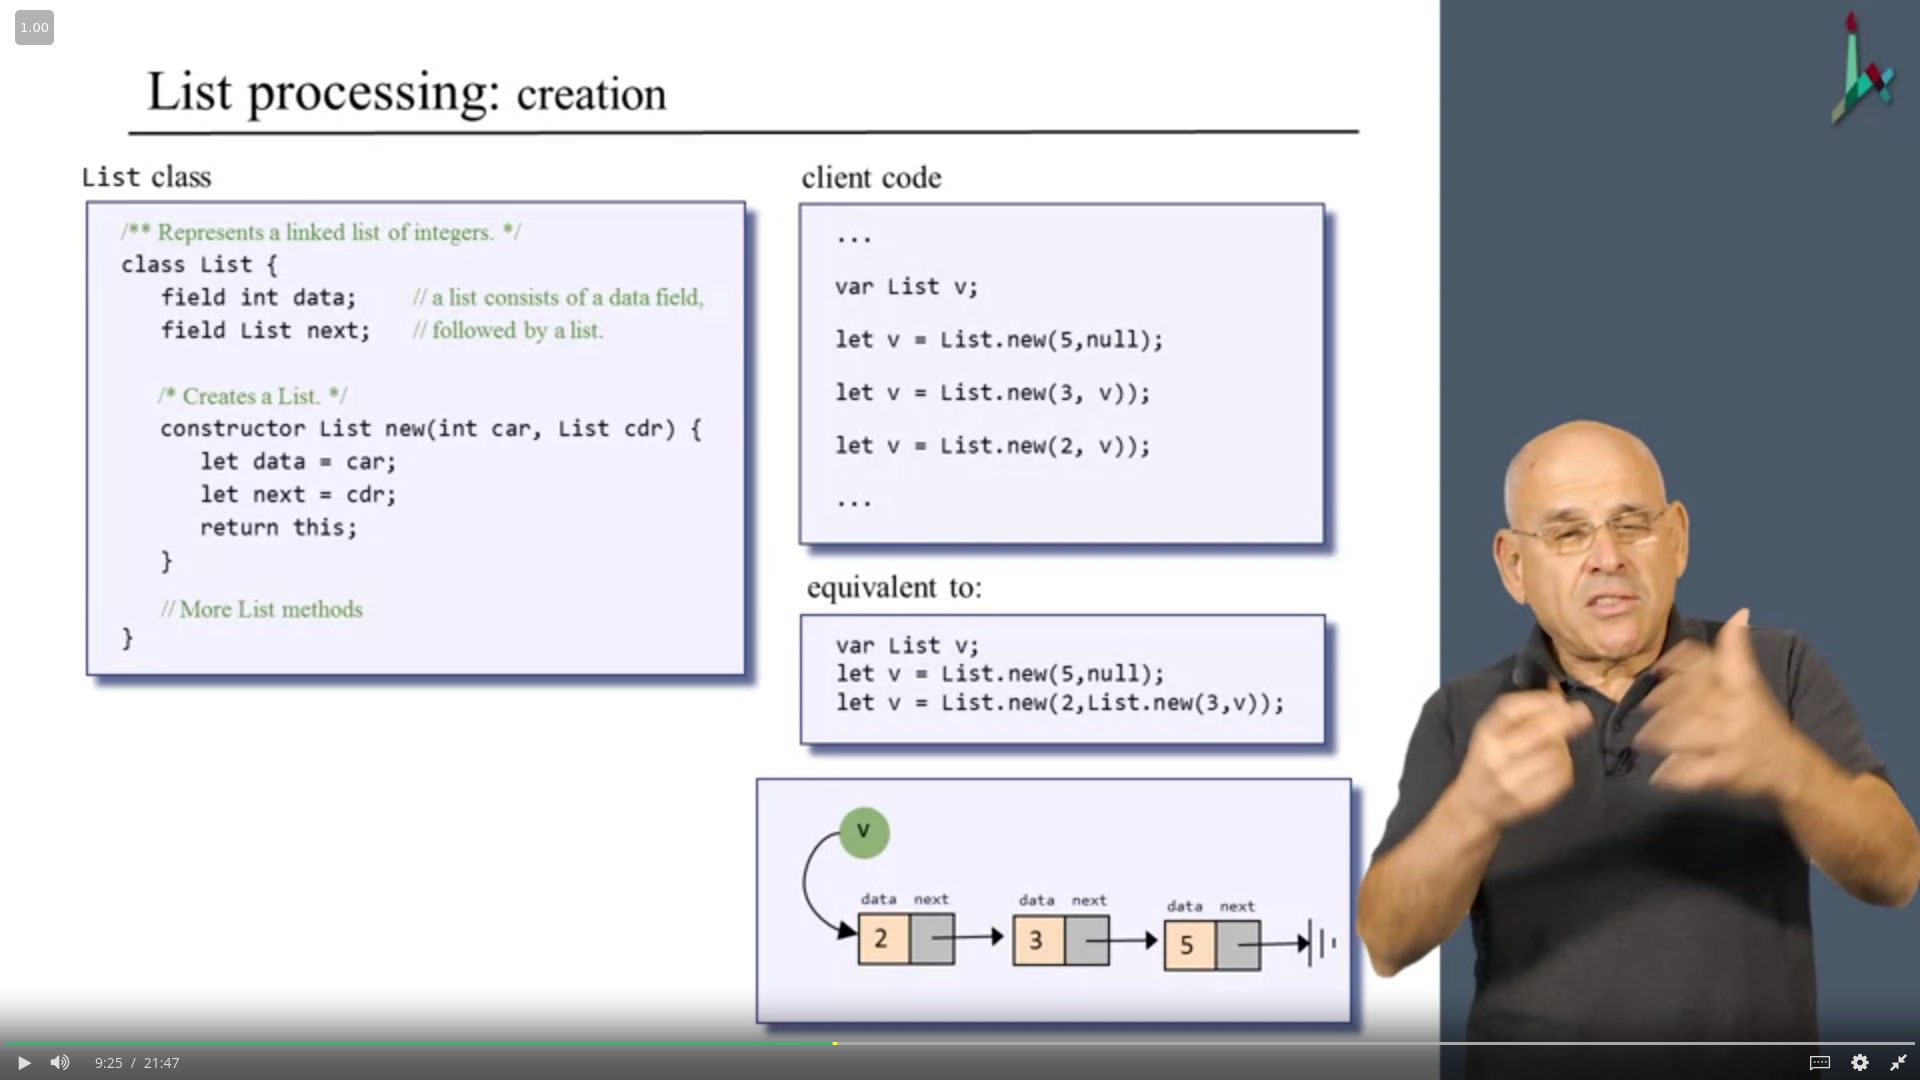 1.00
List processing: creation
List class
/** Represents a linked list of integers. */
class List {
field int data; // a list consists of a data field,
field List next; // followed by a list.
/* Creates a List. */
constructor List new(int car, List cdr) {
let data = car;
let next = cdr;
return this;
}
// More List methods
}
client code
...
var List v;
let v = List.new(5,null);
let v = List.new(3, v));
let v = List.new(2, v));
...
equivalent to:
var List v;
let v = List.new(5,null);
let v = List.new(2,List.new(3,v));
v
data next data next data next
2 3 5
9:25 / 21:47